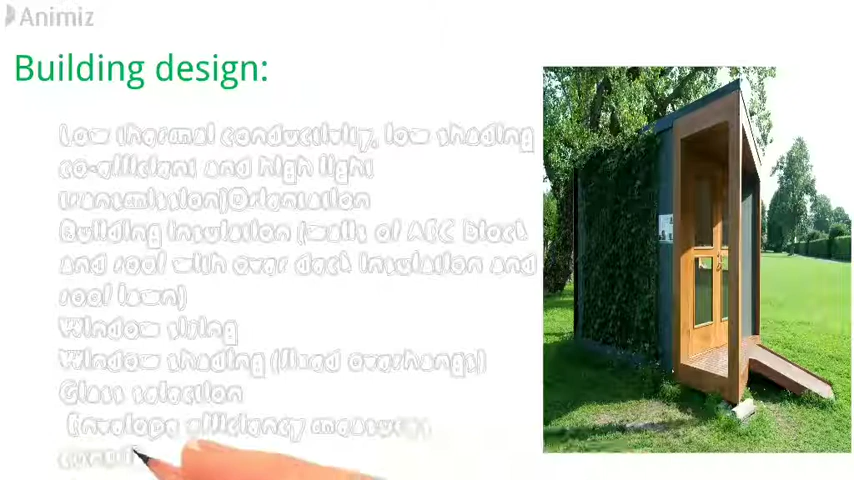 Animiz
Building design:
Low thermal conductivity, low shading
co-efficient and high light
transmission)Orientation
Building Insulation (walls of AEC block
and roof with over deck insulation and
roof lawn)
Window sizing
Window shading (fixed overhangs)
Glass selection
Envelope efficiency measures